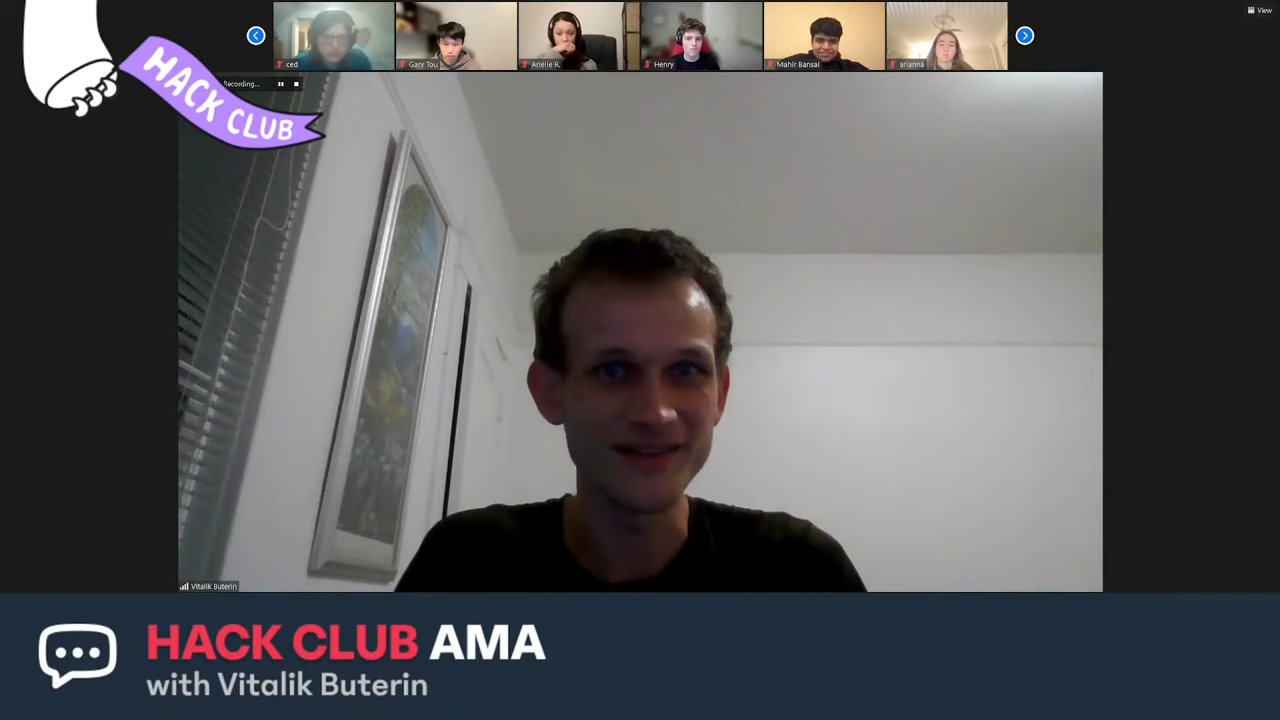 View
ced
Gary Tou
Arielle R.
Henry
Mahir Bansal
arianna
Recording...
HACK CLUB
Vitalik Buterin
HACK CLUB AMA
with Vitalik Buterin